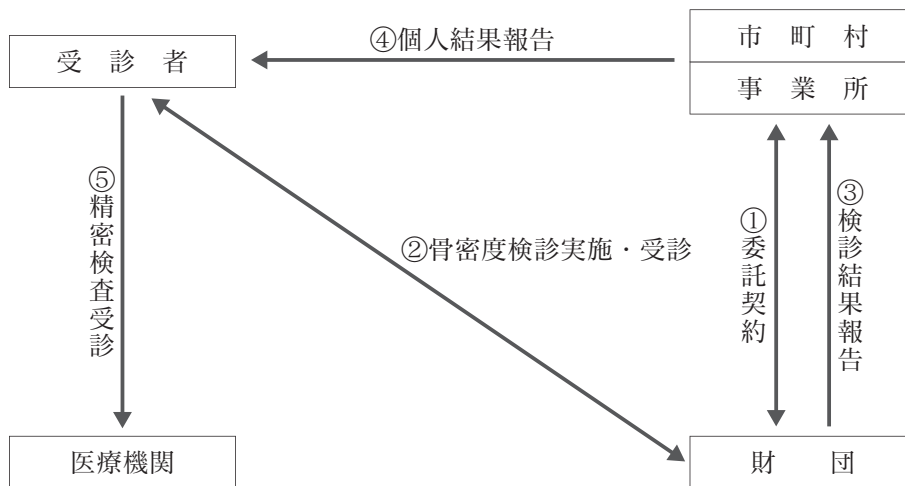 ④個人結果報告
受診者
市町村
事業所
⑤精密検査受診
②骨密度検診実施・受診
①委託契約
③検診結果報告
医療機関
財団